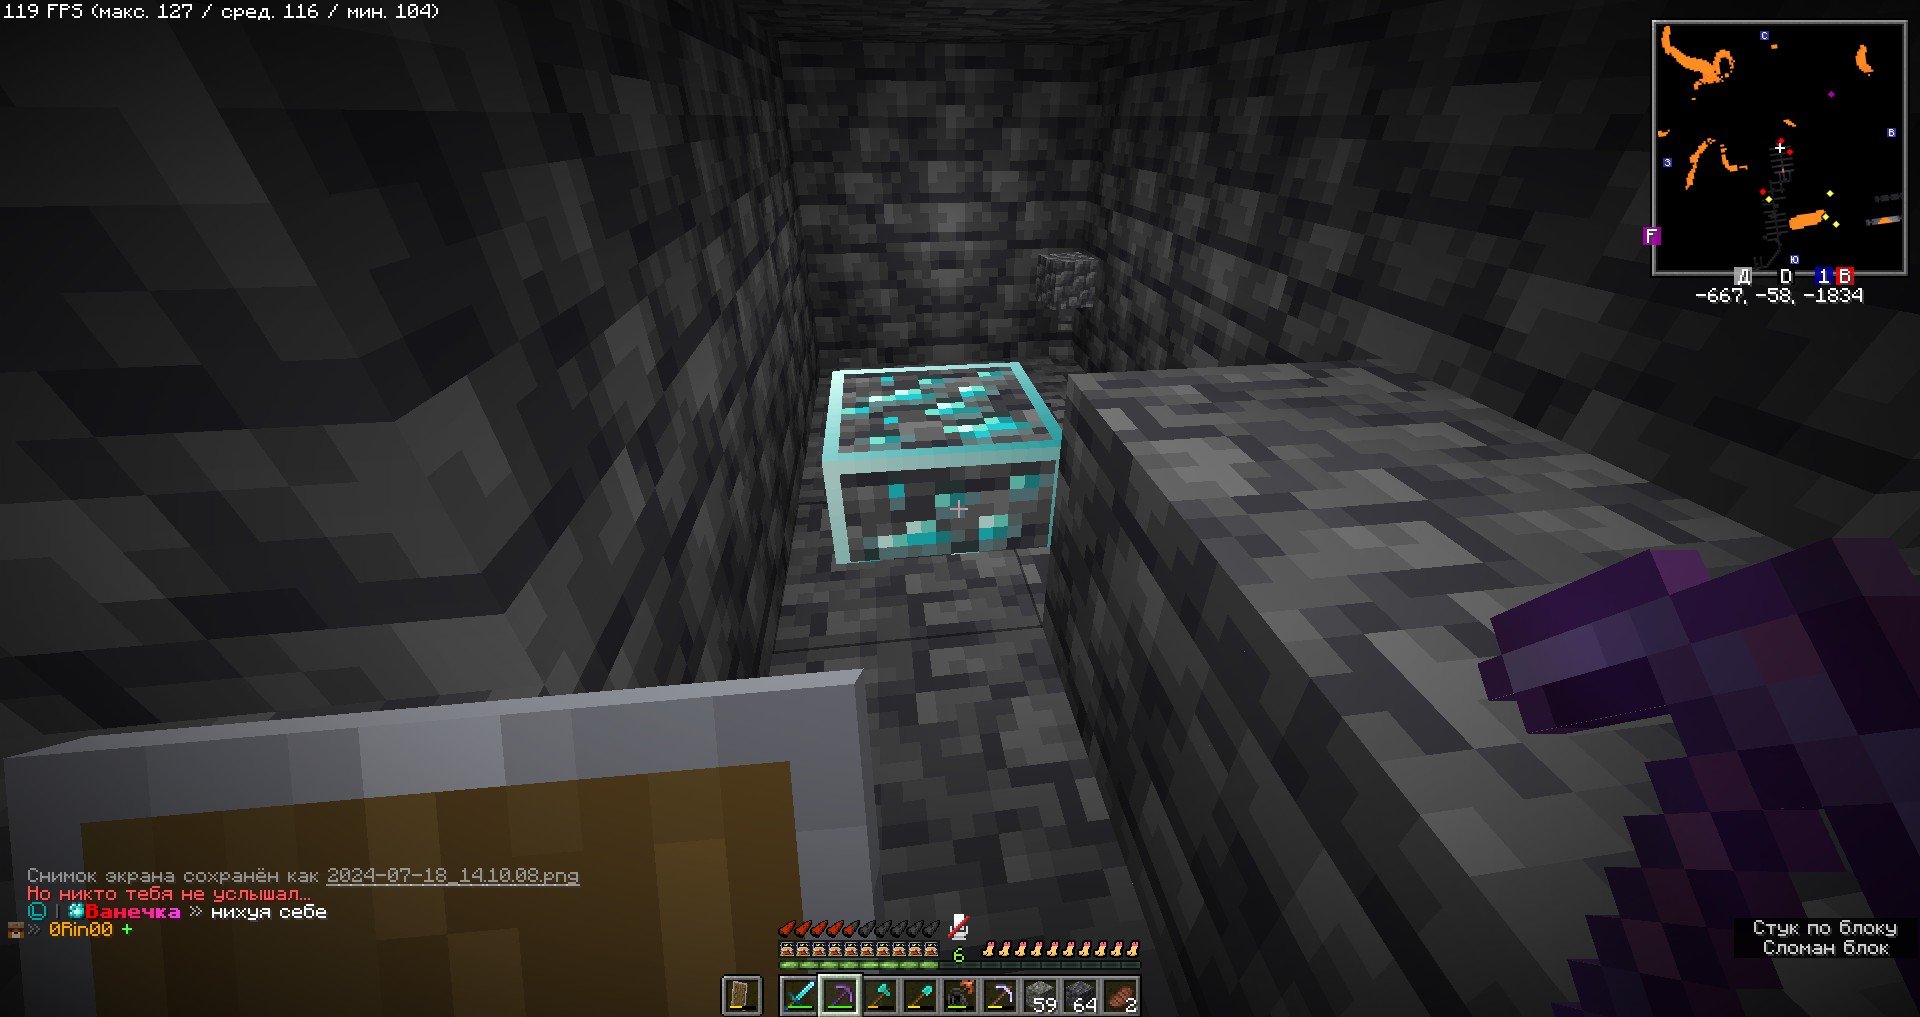 119 FPS (макс. 127 / сред. 116 / мин. 104)
С
В
З
F
Ю
Д D 1 В
-667, -58, -1834
Снимок экрана сохранён как 2024-07-18_14.10.08.png
Но никто тебя не услышал...
L | Ванечка » нихуя себе
» 0Rin00 +
Стук по блоку
Сломан блок
6
59
64
2